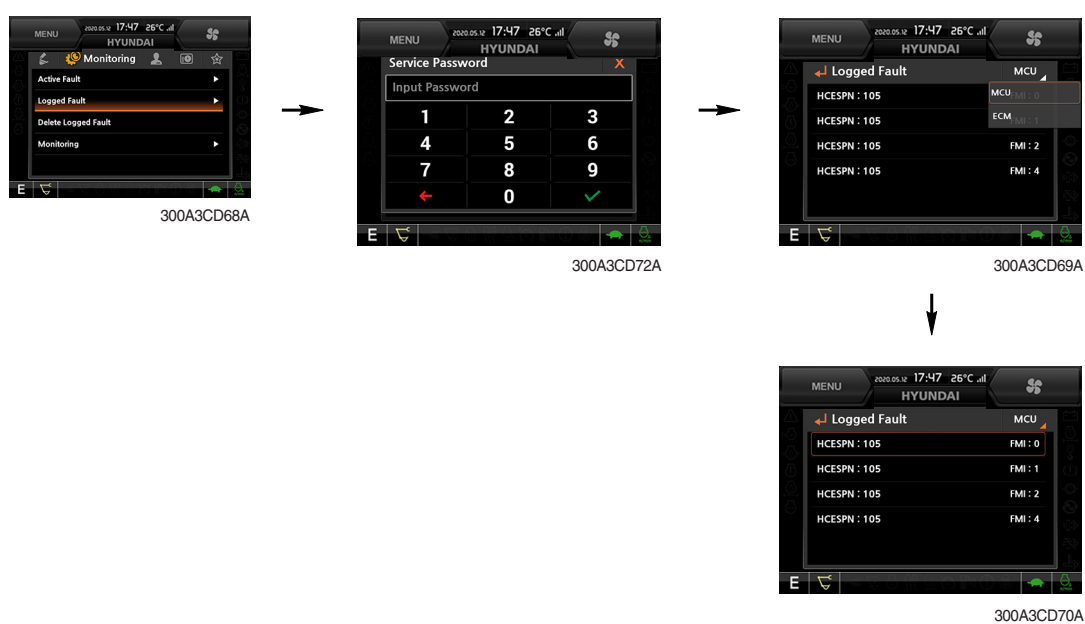 MENU
2020.05.12 17:47 26°C
HYUNDAI
Monitoring
Active Fault
Logged Fault
Delete Logged Fault
Monitoring
E
300A3CD68A
MENU
2020.05.12 17:47 26°C
HYUNDAI
Service Password X
Input Password
1 2 3
4 5 6
7 8 9
0
E
300A3CD72A
MENU
2020.05.12 17:47 26°C
HYUNDAI
Logged Fault MCU
HCESPN : 105 MCU FMI : 0
HCESPN : 105 ECM FMI : 1
HCESPN : 105 FMI : 2
HCESPN : 105 FMI : 4
E
300A3CD69A
MENU
2020.05.12 17:47 26°C
HYUNDAI
Logged Fault MCU
HCESPN : 105 FMI : 0
HCESPN : 105 FMI : 1
HCESPN : 105 FMI : 2
HCESPN : 105 FMI : 4
E
300A3CD70A